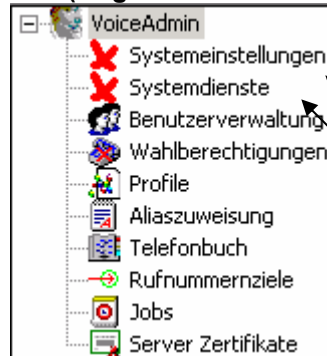 VoiceAdmin
Systemeinstellungen
Systemdienste
Benutzerverwaltung
Wahlberechtigungen
Profile
Aliaszuweisung
Telefonbuch
Rufnummernziele
Jobs
Server Zertifikate